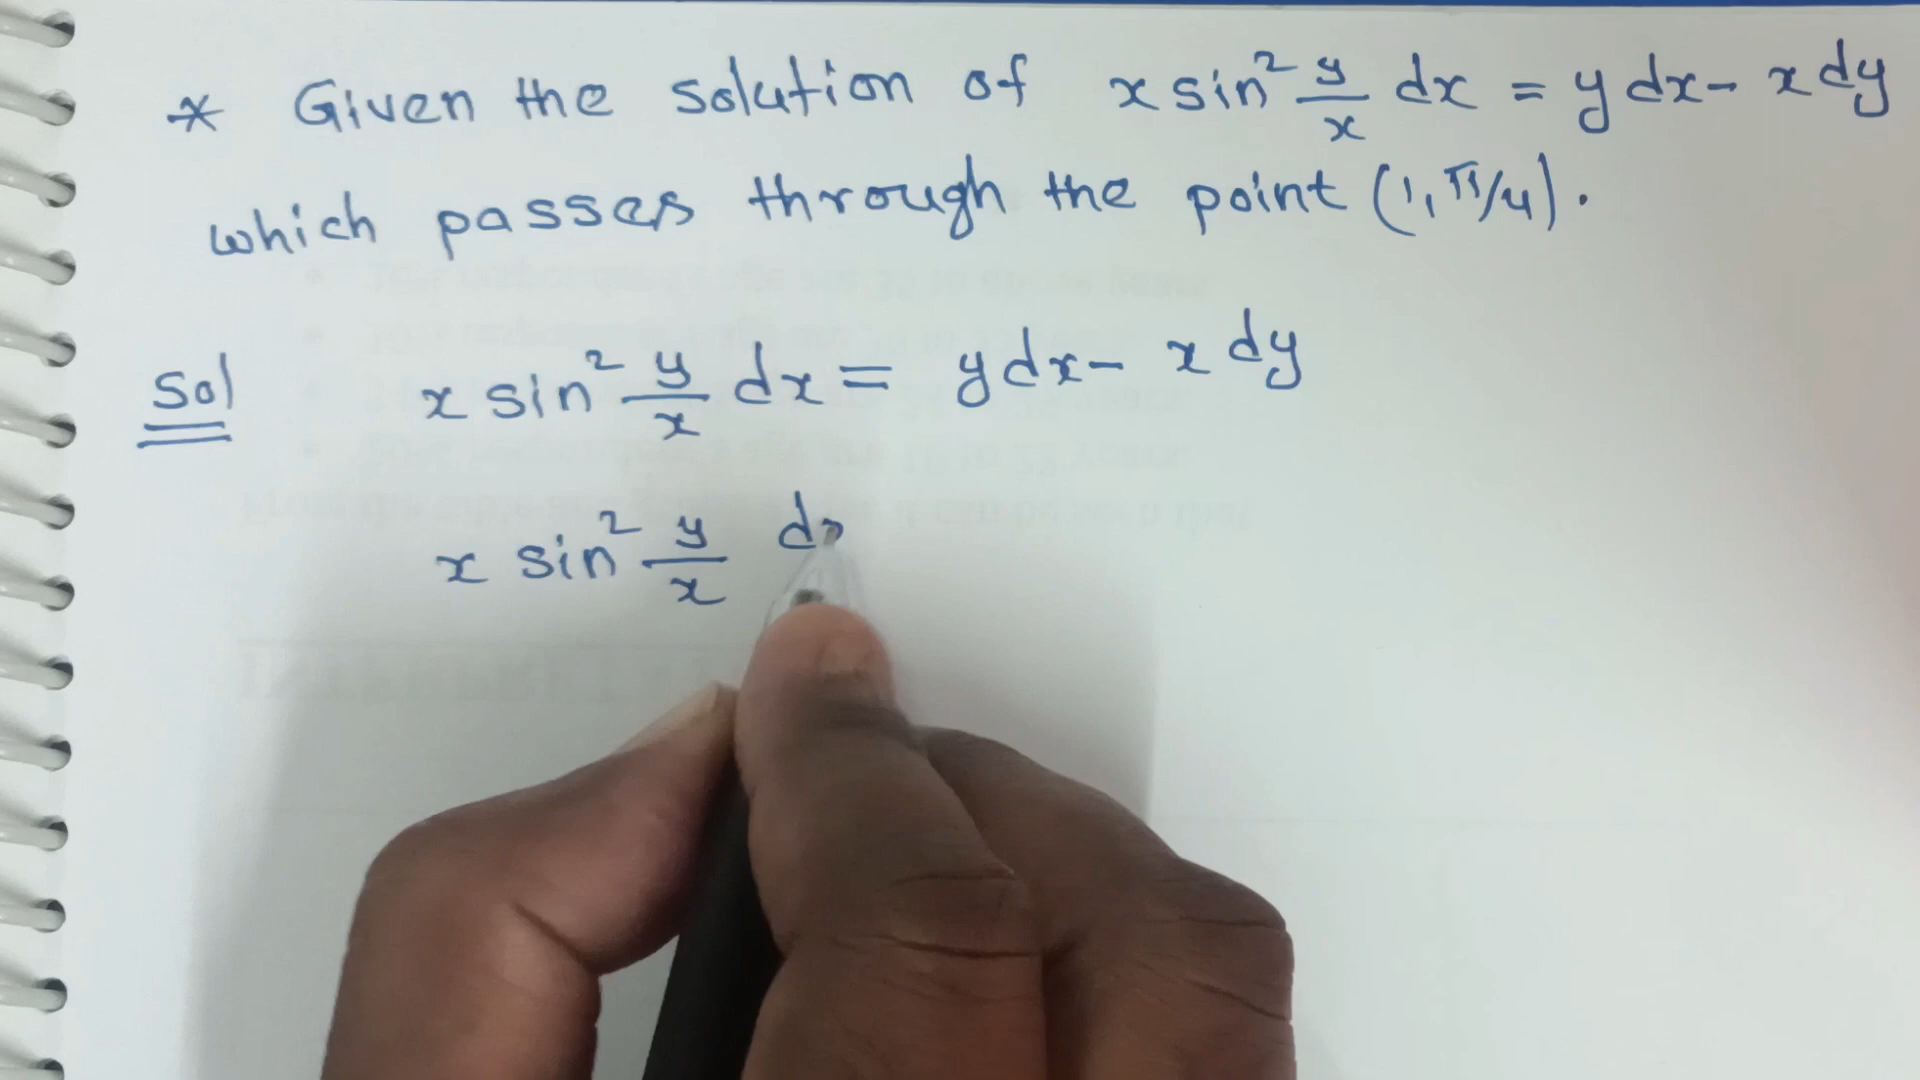 * Given the solution of x sin² y/x dx = y dx - x dy
which passes through the point (1, π/4).
Sol x sin² y/x dx = y dx - x dy
x sin² y/x dx